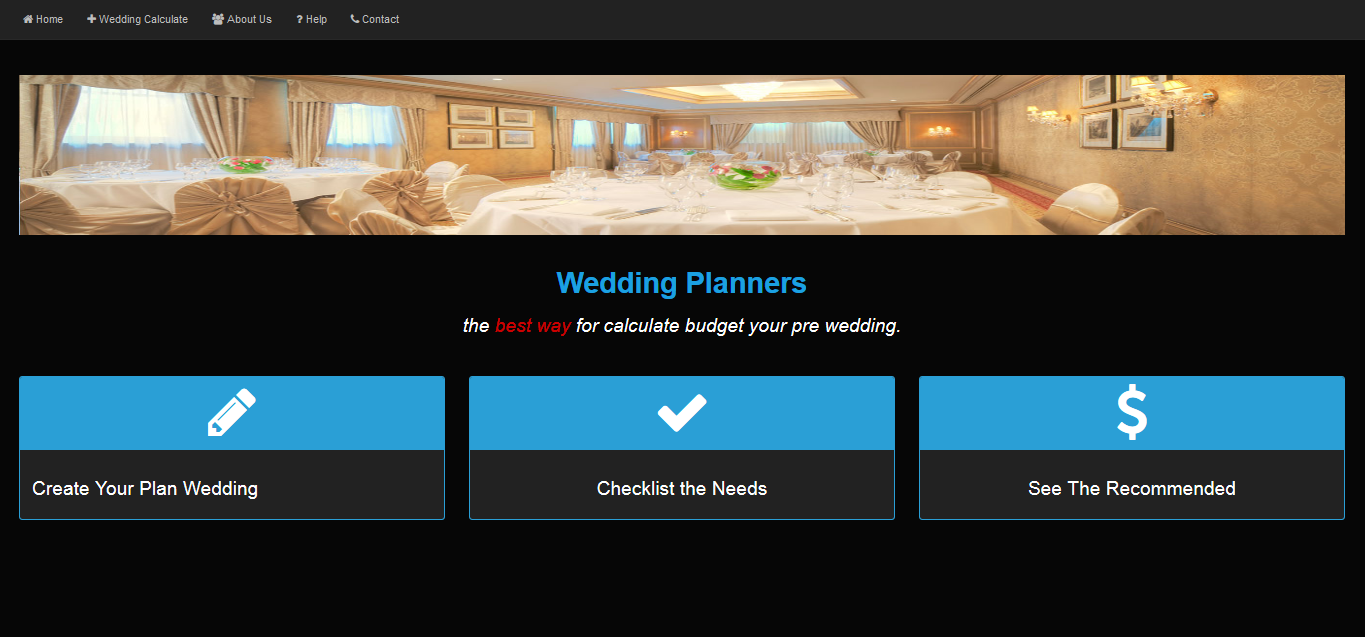 Home Wedding Calculate About Us ? Help Contact
Wedding Planners
the best way for calculate budget your pre wedding.
$
Create Your Plan Wedding
Checklist the Needs
See The Recommended